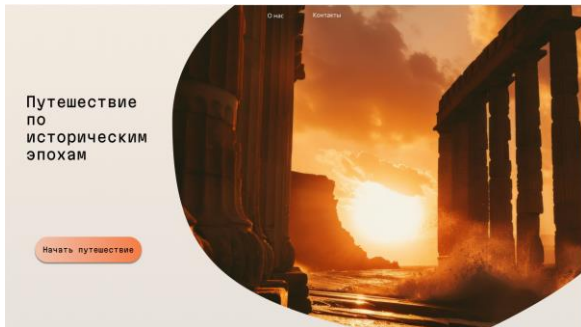 О нас
Контакты
Путешествие
по
историческим
эпохам
Начать путешествие